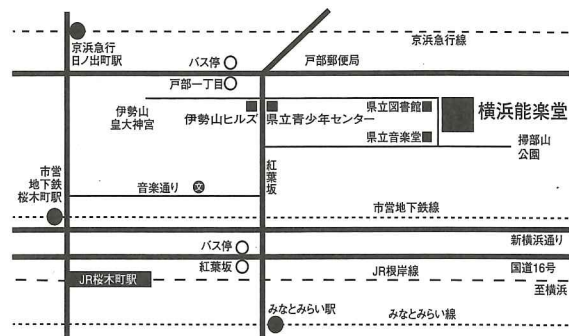 京浜急行線
京浜急行
日ノ出町駅
バス停
戸部郵便局
戸部一丁目
伊勢山
皇大神宮
伊勢山ヒルズ
県立青少年センター
県立図書館
県立音楽堂
横浜能楽堂
掃部山
公園
紅葉坂
市営
地下鉄
桜木町駅
音楽通り
文
市営地下鉄線
新横浜通り
バス停
紅葉坂
国道16号
JR桜木町駅
JR根岸線
至横浜
みなとみらい駅
みなとみらい線